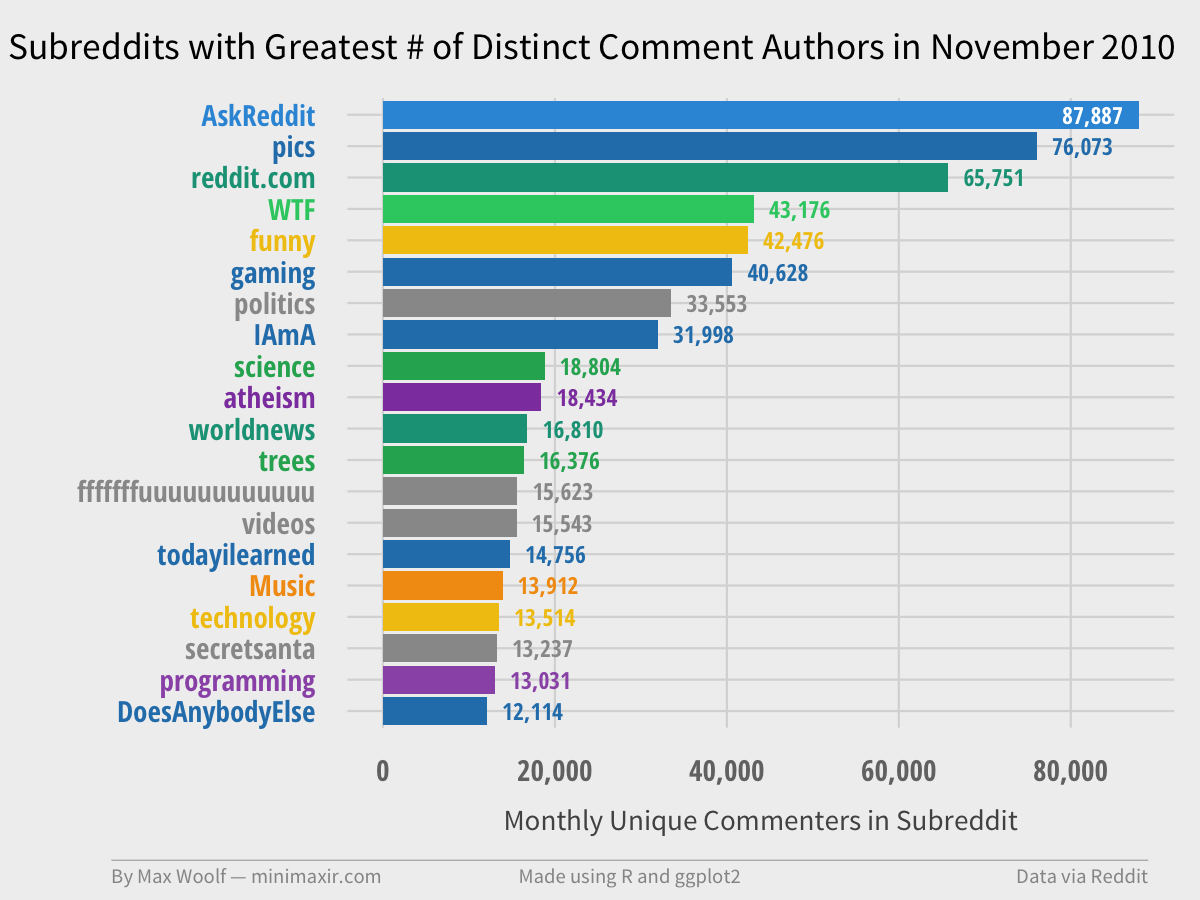 Subreddits with Greatest # of Distinct Comment Authors in November 2010
AskReddit 87,887
pics 76,073
reddit.com 65,751
WTF 43,176
funny 42,476
gaming 40,628
politics 33,553
IAmA 31,998
science 18,804
atheism 18,434
worldnews 16,810
trees 16,376
fffffffuuuuuuuuuuuu 15,623
videos 15,543
todayilearned 14,756
Music 13,912
technology 13,514
secretsanta 13,237
programming 13,031
DoesAnybodyElse 12,114
0 20,000 40,000 60,000 80,000
Monthly Unique Commenters in Subreddit
By Max Woolf — minimaxir.com Made using R and ggplot2 Data via Reddit